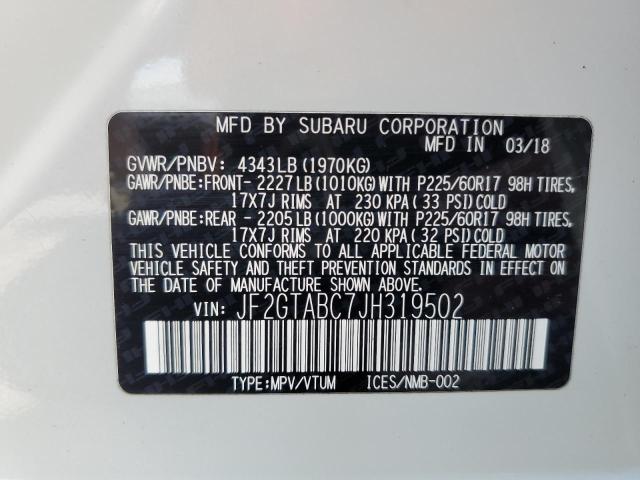 MFD BY SUBARU CORPORATION
MFD IN 03/18
GVWR/PNBV: 4343LB (1970KG)
GAWR/PNBE:FRONT- 2227LB(1010KG)WITH P225/60R17 98H TIRES,
17X7J RIMS AT 230 KPA( 33 PSI)COLD
GAWR/PNBE:REAR - 2205LB(1000KG)WITH P225/60R17 98H TIRES,
17X7J RIMS AT 220 KPA( 32 PSI)COLD
THIS VEHICLE CONFORMS TO ALL APPLICABLE FEDERAL MOTOR
VEHICLE SAFETY AND THEFT PREVENTION STANDARDS IN EFFECT ON
THE DATE OF MANUFACTURE SHOWN ABOVE.
VIN: JF2GTABC7JH319502
TYPE:MPV/VTUM ICES/NMB-002